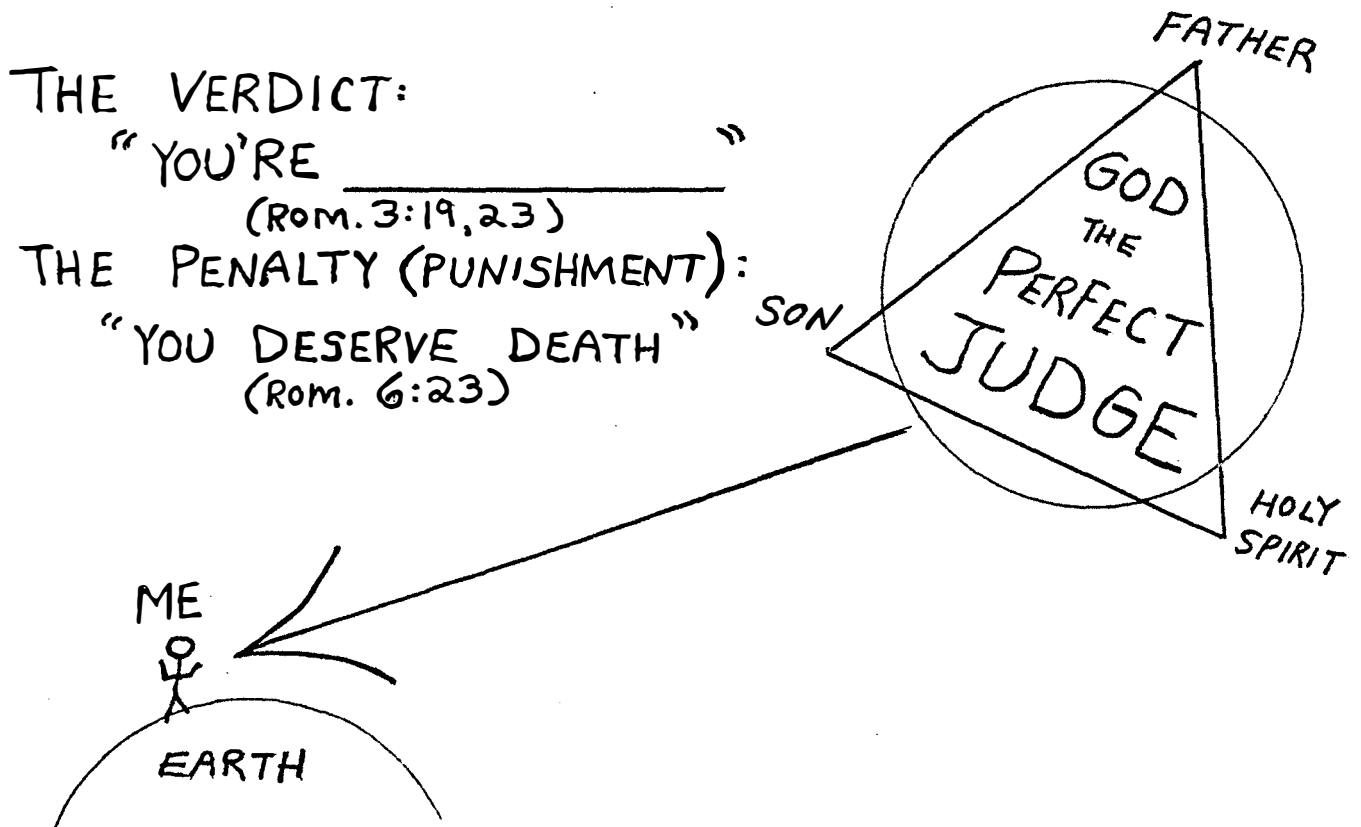 THE VERDICT:
"YOU'RE ____________"
(ROM. 3:19,23)
THE PENALTY (PUNISHMENT):
"YOU DESERVE DEATH"
(ROM. 6:23)
FATHER
GOD
THE
PERFECT
JUDGE
SON
HOLY
SPIRIT
ME
EARTH